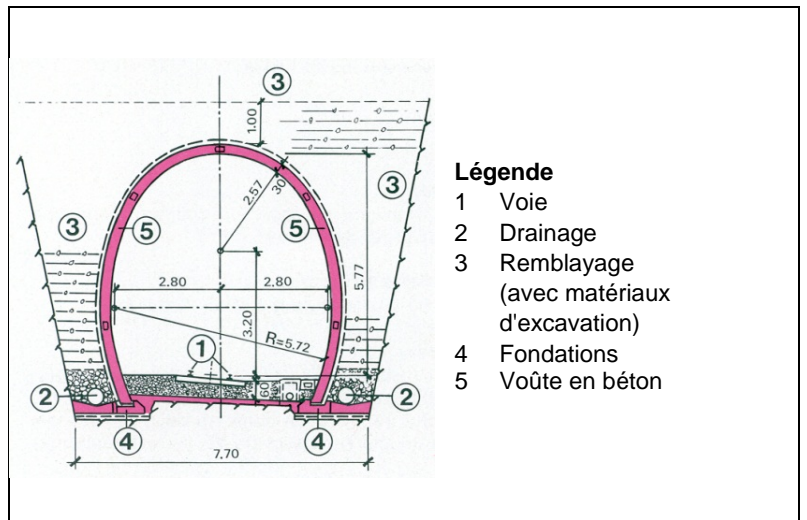 3
1.00
3
2.57
30
3
5
5
5.77
2.80
2.80
3.20
R=5.72
1
60
2
2
4
4
7.70
Légende
1 Voie
2 Drainage
3 Remblayage
(avec matériaux
d'excavation)
4 Fondations
5 Voûte en béton